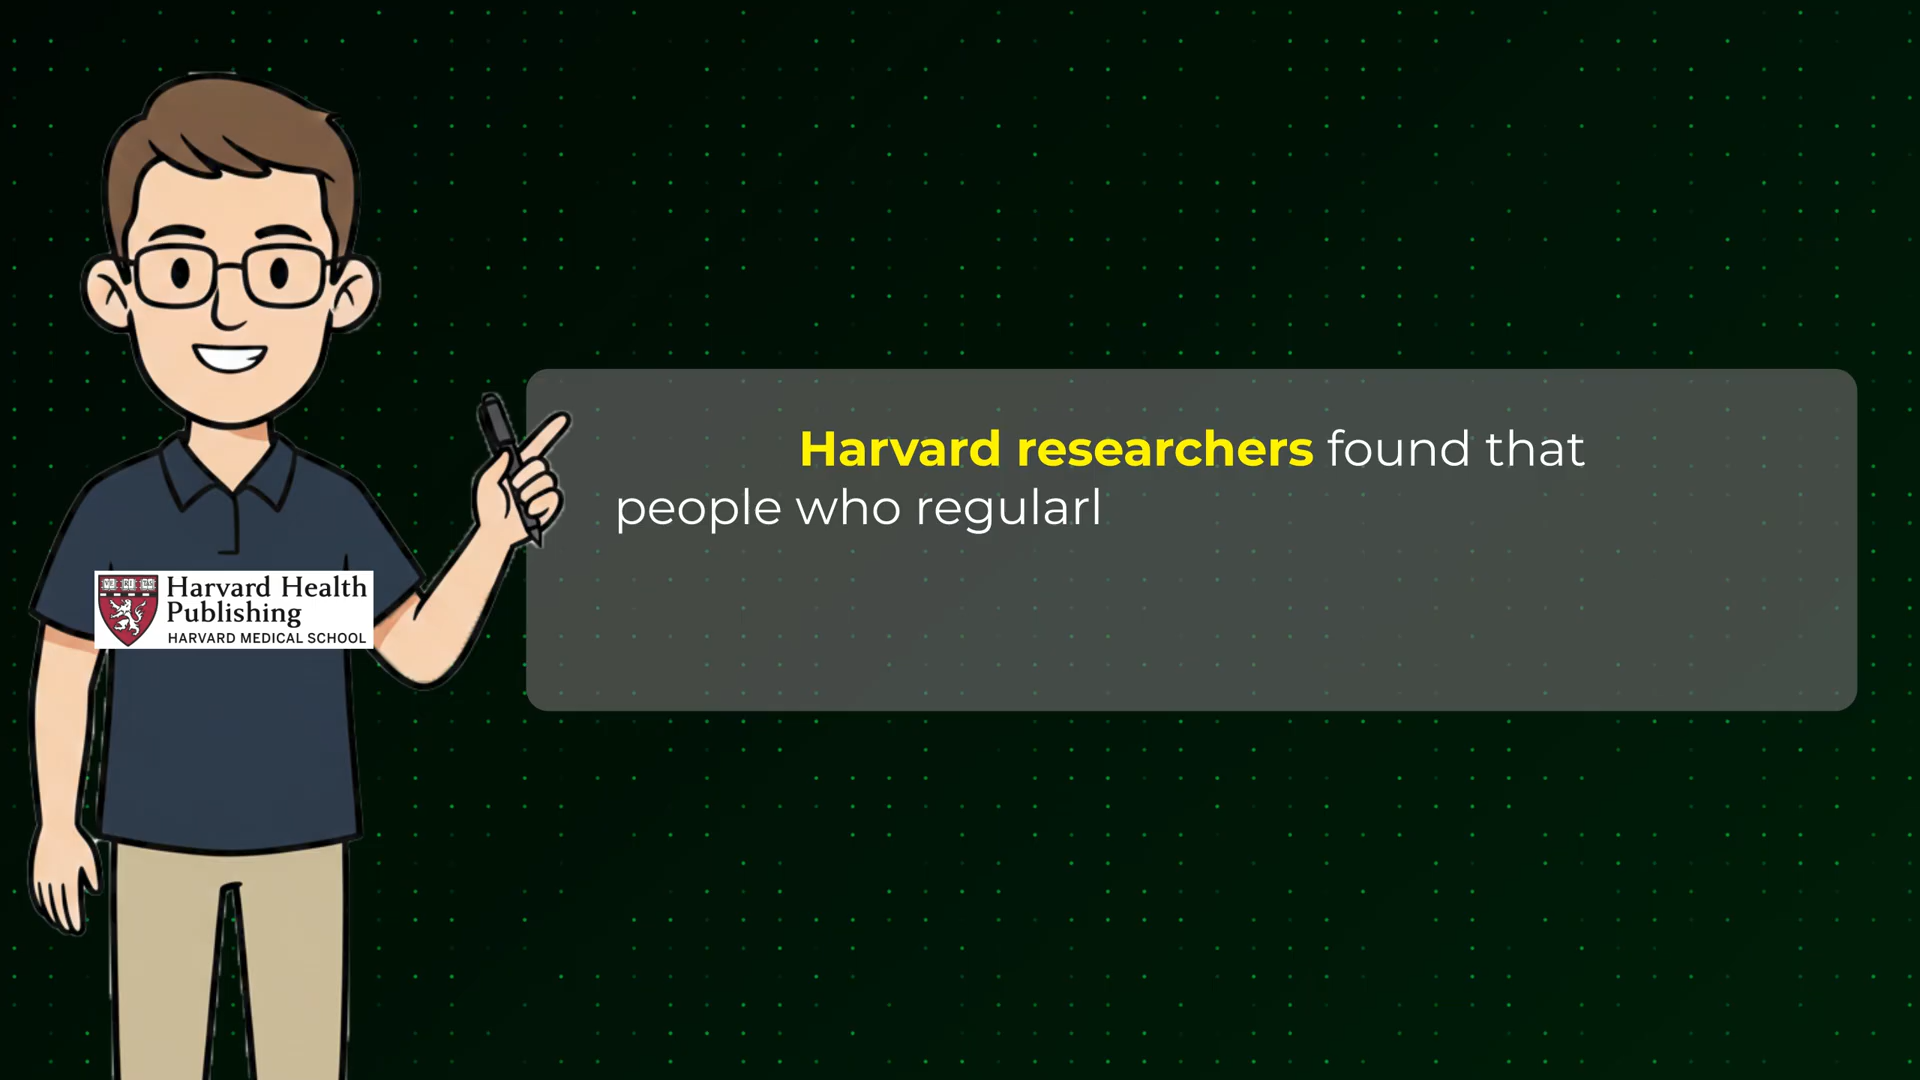 Harvard researchers found that
people who regularl
Harvard Health
Publishing
HARVARD MEDICAL SCHOOL